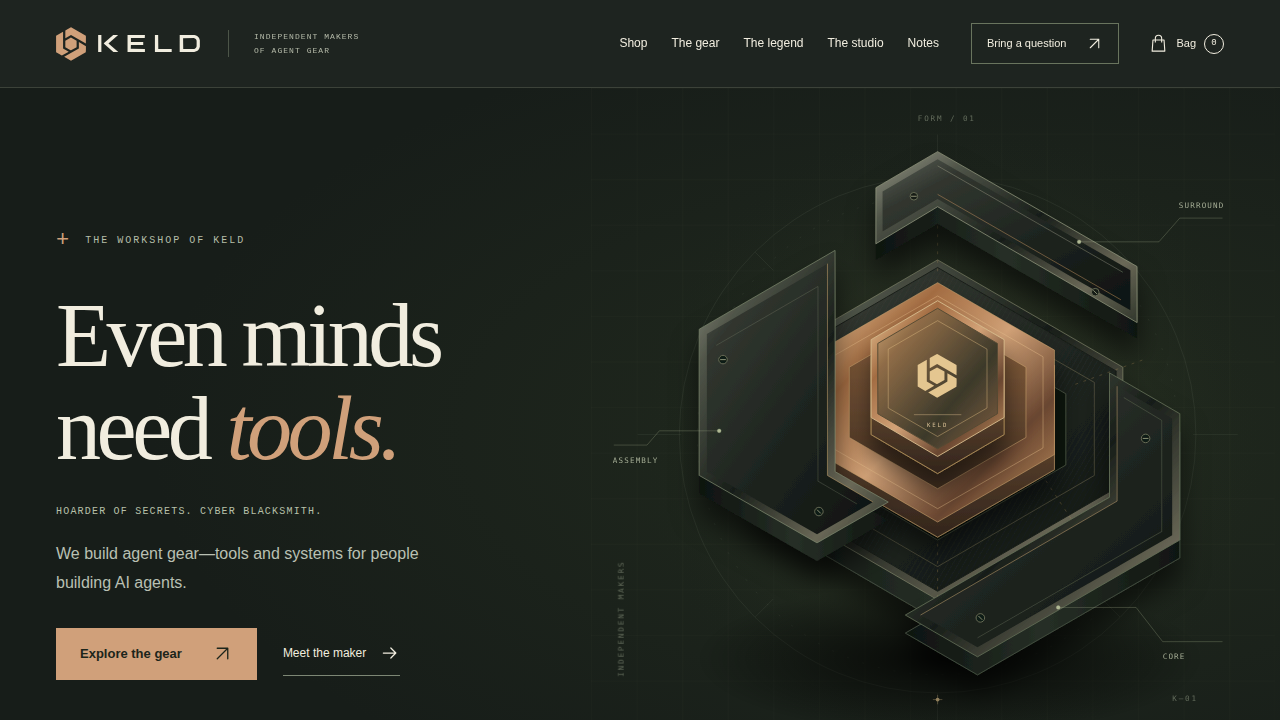 KELD
INDEPENDENT MAKERS
OF AGENT GEAR
Shop
The gear
The legend
The studio
Notes
Bring a question
Bag
0
FORM / 01
SURROUND
+ THE WORKSHOP OF KELD
Even minds
need tools.
KELD
ASSEMBLY
HOARDER OF SECRETS. CYBER BLACKSMITH.
We build agent gear—tools and systems for people
building AI agents.
INDEPENDENT MAKERS
Explore the gear
Meet the maker
CORE
K—01